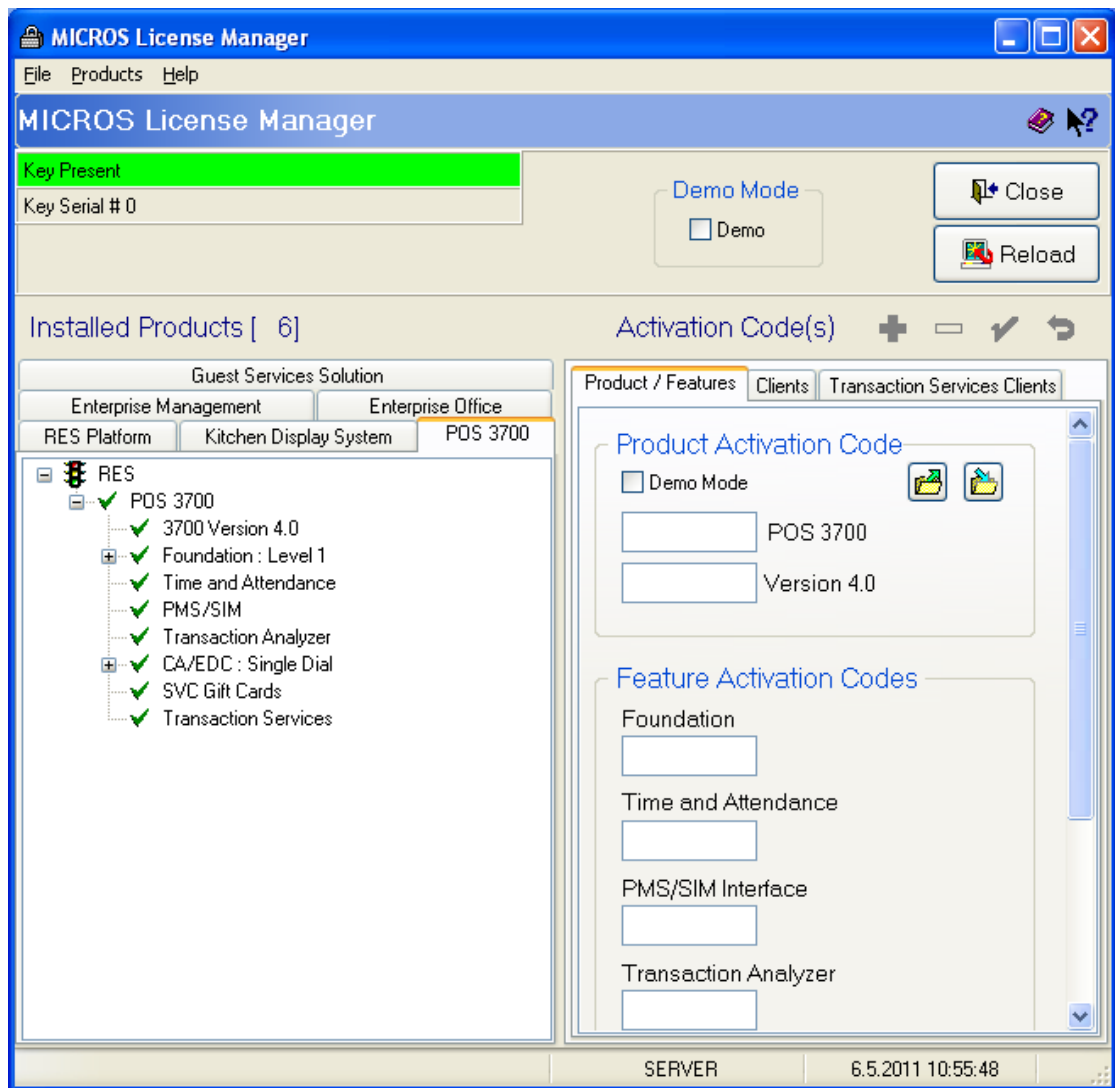 MICROS License Manager
File Products Help
MICROS License Manager
Key Present
Key Serial # 0
Demo Mode
Demo
Close
Reload
Installed Products [ 6]
Activation Code(s)
Guest Services Solution
Enterprise Management Enterprise Office
RES Platform Kitchen Display System POS 3700
RES
POS 3700
3700 Version 4.0
Foundation : Level 1
Time and Attendance
PMS/SIM
Transaction Analyzer
CA/EDC : Single Dial
SVC Gift Cards
Transaction Services
Product / Features Clients Transaction Services Clients
Product Activation Code
Demo Mode
POS 3700
Version 4.0
Feature Activation Codes
Foundation
Time and Attendance
PMS/SIM Interface
Transaction Analyzer
SERVER 6.5.2011 10:55:48